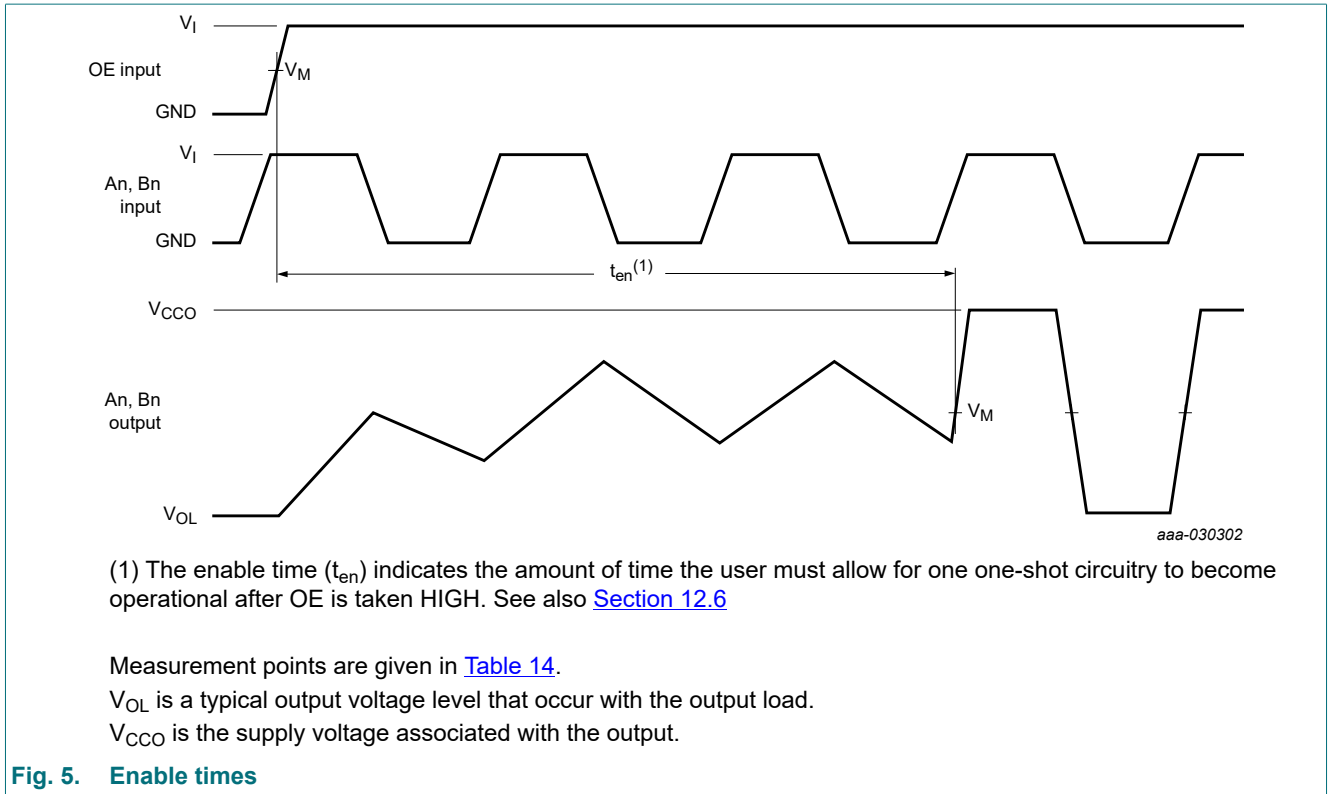 VI
OE input
VM
GND
VI
An, Bn
input
GND
ten(1)
VCCO
An, Bn
output
VM
VOL
aaa-030302
(1) The enable time (ten) indicates the amount of time the user must allow for one one-shot circuitry to become
operational after OE is taken HIGH. See also Section 12.6
Measurement points are given in Table 14.
VOL is a typical output voltage level that occur with the output load.
VCCO is the supply voltage associated with the output.
Fig. 5. Enable times